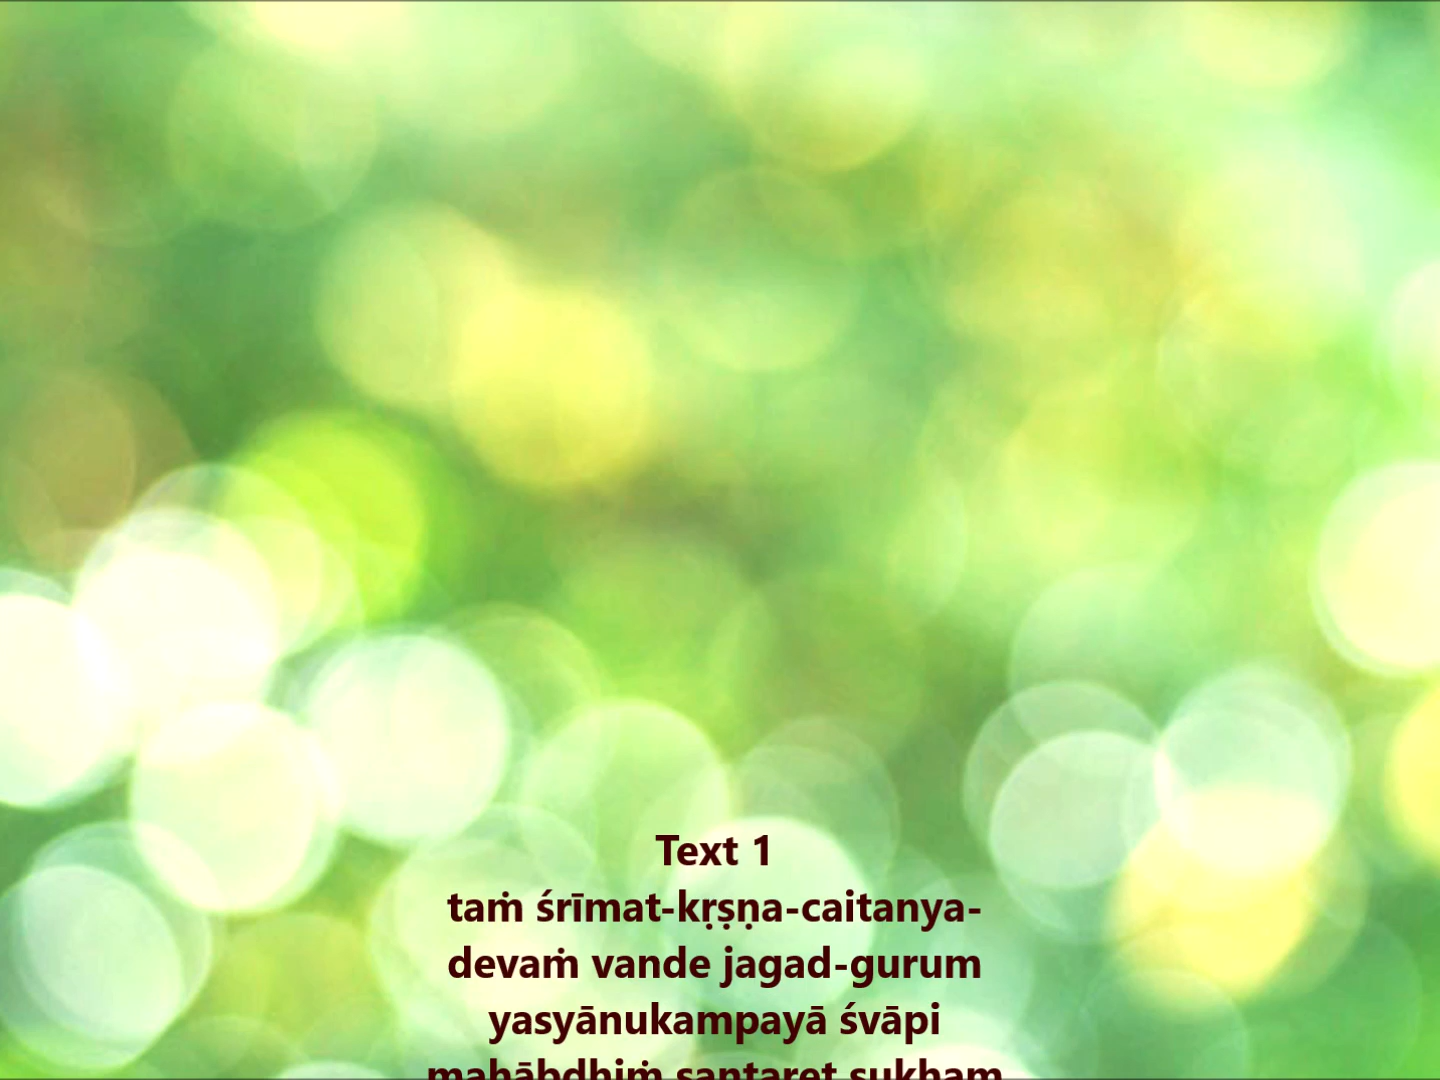 Text 1
taṁ śrīmat-kṛṣṇa-caitanya-
devaṁ vande jagad-gurum
yasyānukampayā śvāpi
mahābdhiṁ santaret sukham